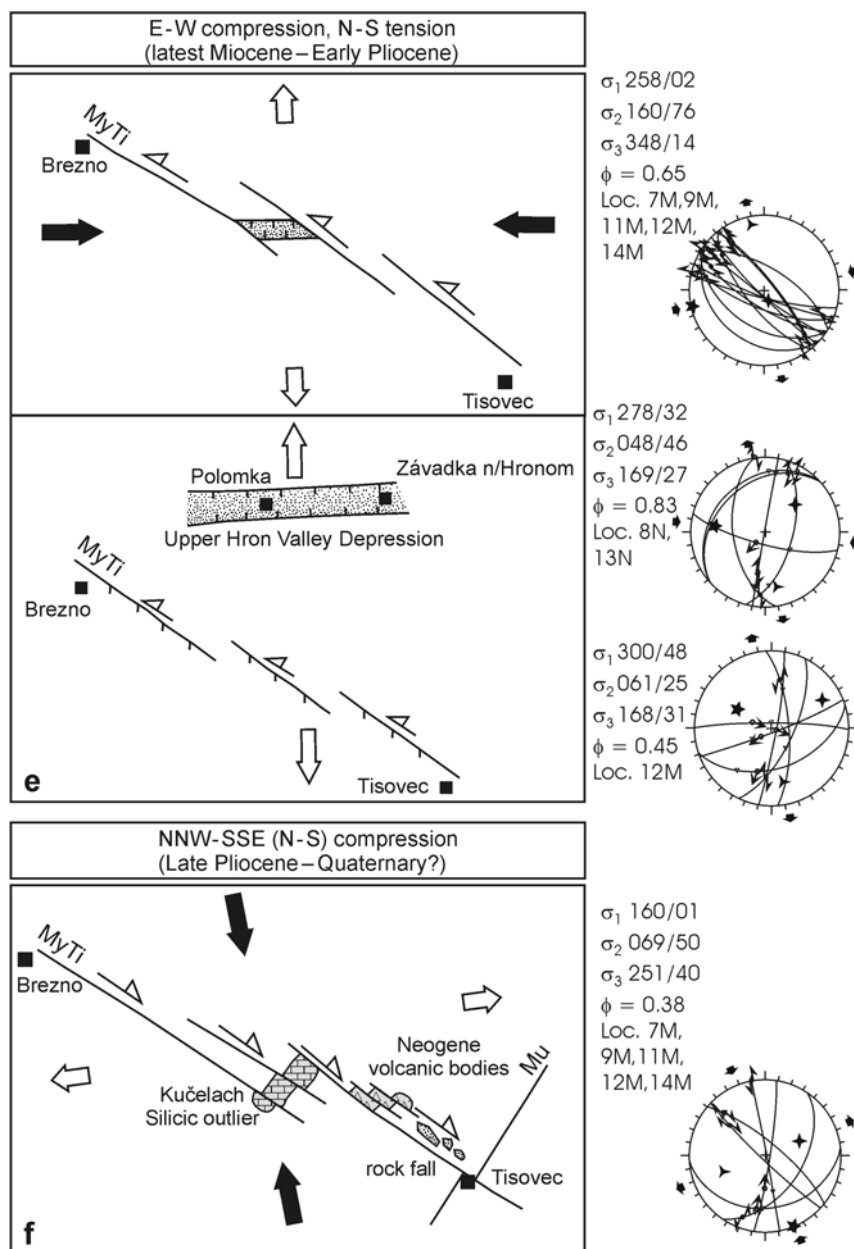 E-W compression, N-S tension
(latest Miocene – Early Pliocene)
MyTi
Brezno
Tisovec
σ1 258/02
σ2 160/76
σ3 348/14
ϕ = 0.65
Loc. 7M,9M,
11M,12M,
14M
Polomka
Závadka n/Hronom
Upper Hron Valley Depression
MyTi
Brezno
Tisovec
e
σ1 278/32
σ2 048/46
σ3 169/27
ϕ = 0.83
Loc. 8N,
13N
σ1 300/48
σ2 061/25
σ3 168/31
ϕ = 0.45
Loc. 12M
NNW-SSE (N-S) compression
(Late Pliocene – Quaternary?)
MyTi
Brezno
Neogene
volcanic bodies
Mu
Kučelach
Silicic outlier
rock fall
Tisovec
f
σ1 160/01
σ2 069/50
σ3 251/40
ϕ = 0.38
Loc. 7M,
9M,11M,
12M,14M